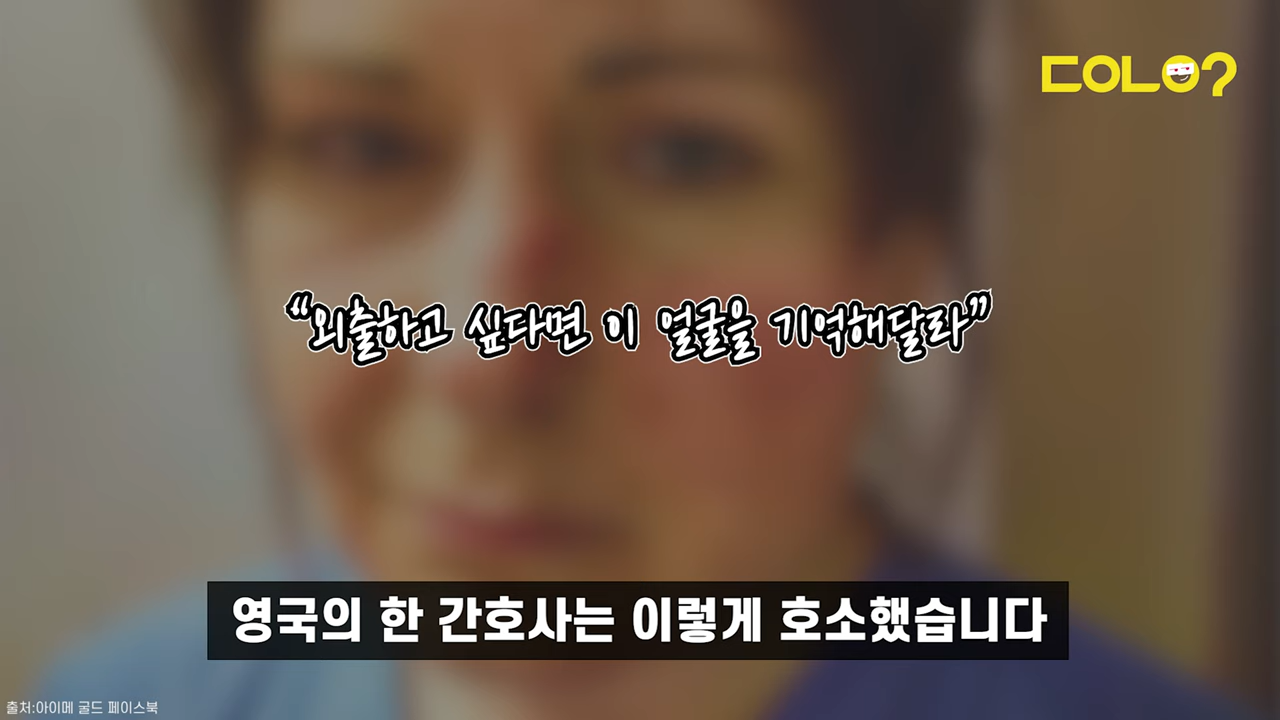 “외출하고 싶다면 이 얼굴을 기억해달라”
영국의 한 간호사는 이렇게 호소했습니다
출처:아이메 굴드 페이스북